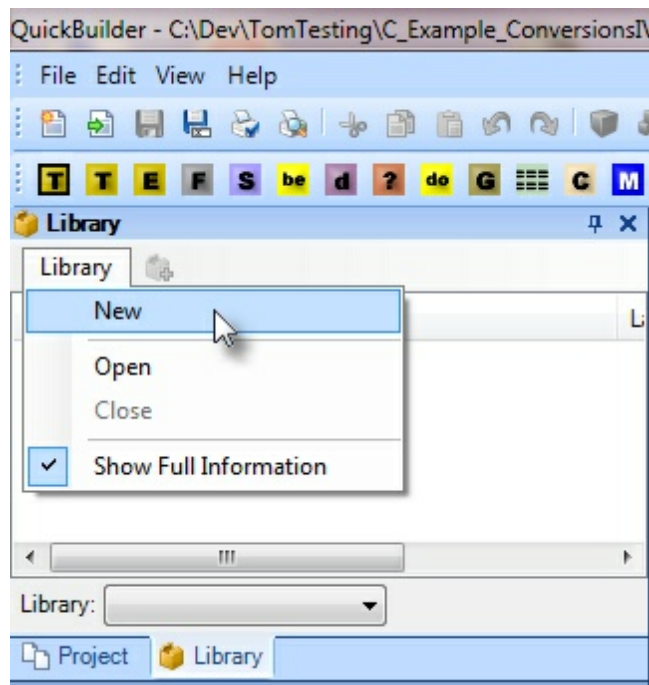 QuickBuilder - C:\Dev\TomTesting\C_Example_ConversionsI\
File Edit View Help
T T E F S be d ? do G C M
Library
Library
New
Open
Close
Show Full Information
Library:
Project Library